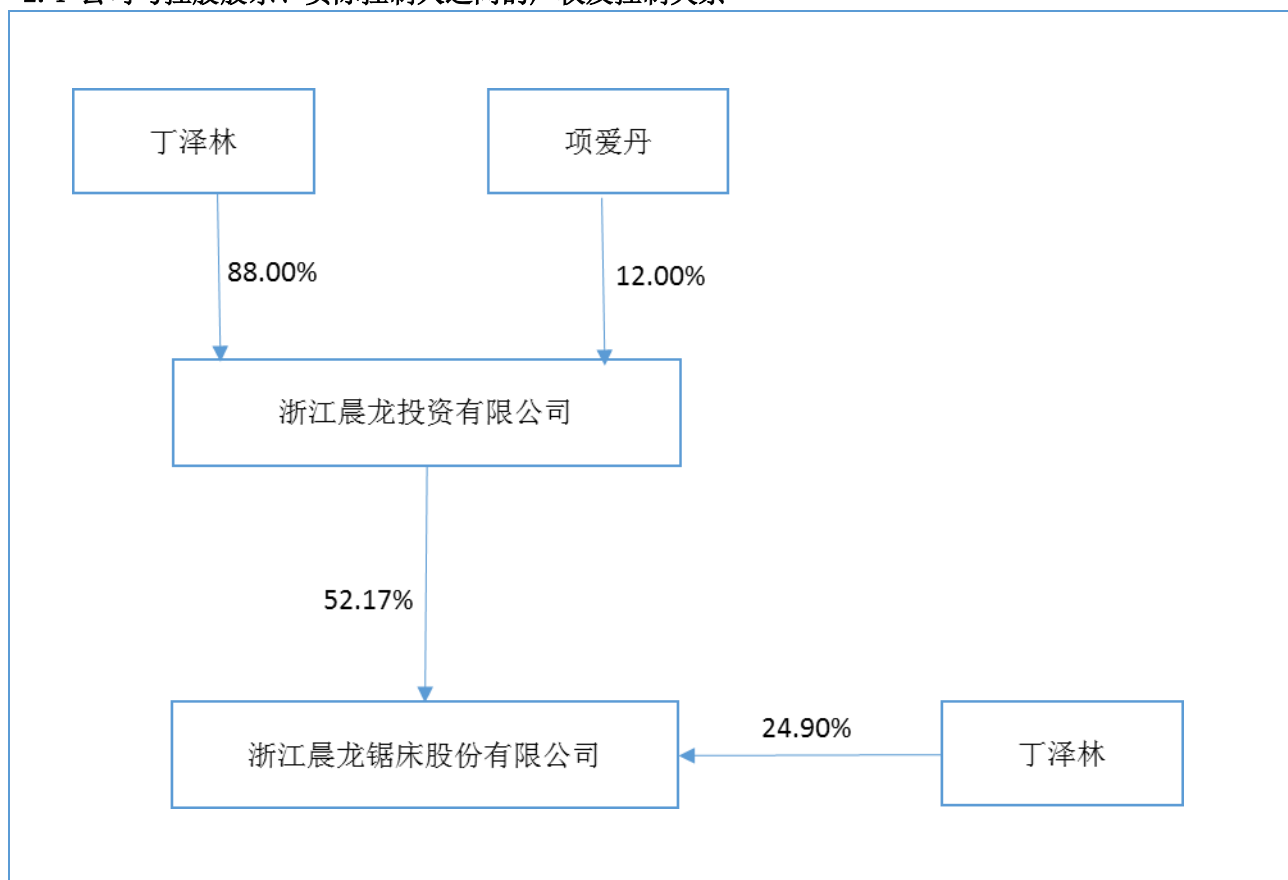 丁泽林
项爱丹
88.00%
12.00%
浙江晨龙投资有限公司
52.17%
浙江晨龙锯床股份有限公司
24.90%
丁泽林